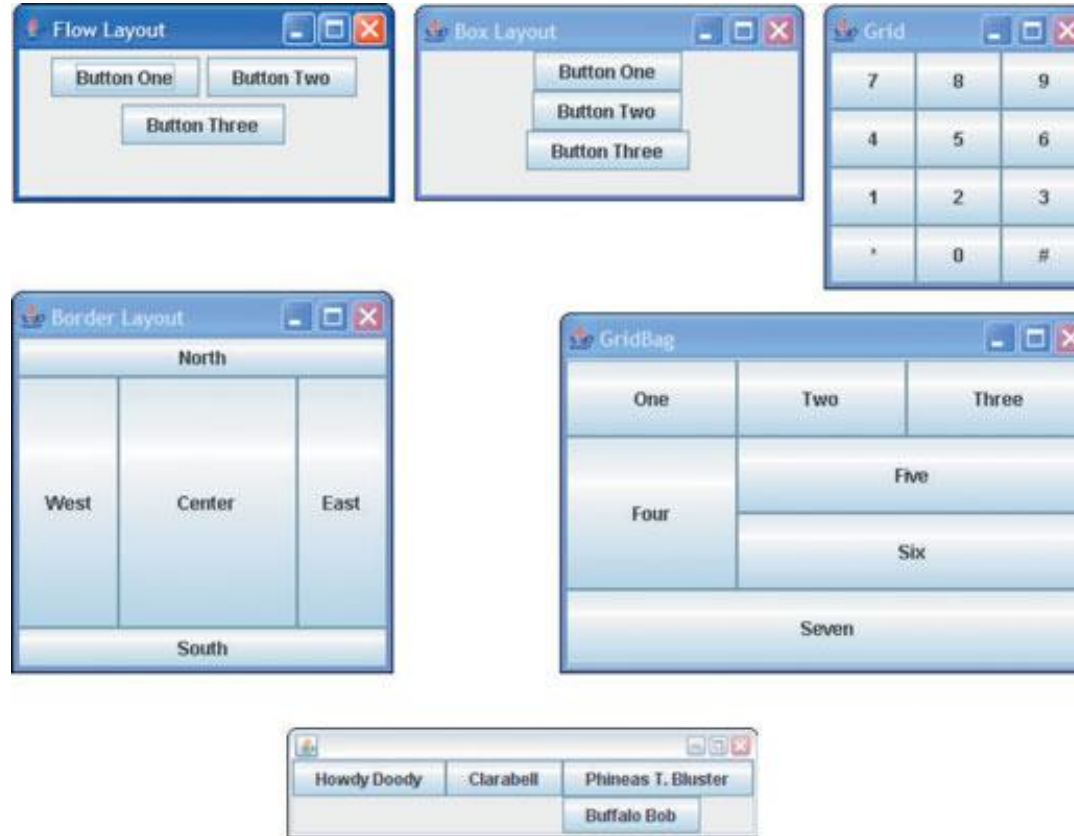 Flow Layout
Button One Button Two
Button Three
Box Layout
Button One
Button Two
Button Three
Grid
7 8 9
4 5 6
1 2 3
* 0 #
Border Layout
North
West Center East
South
GridBag
One Two Three
Five
Four
Six
Seven
Howdy Doody Clarabell Phineas T. Bluster
Buffalo Bob